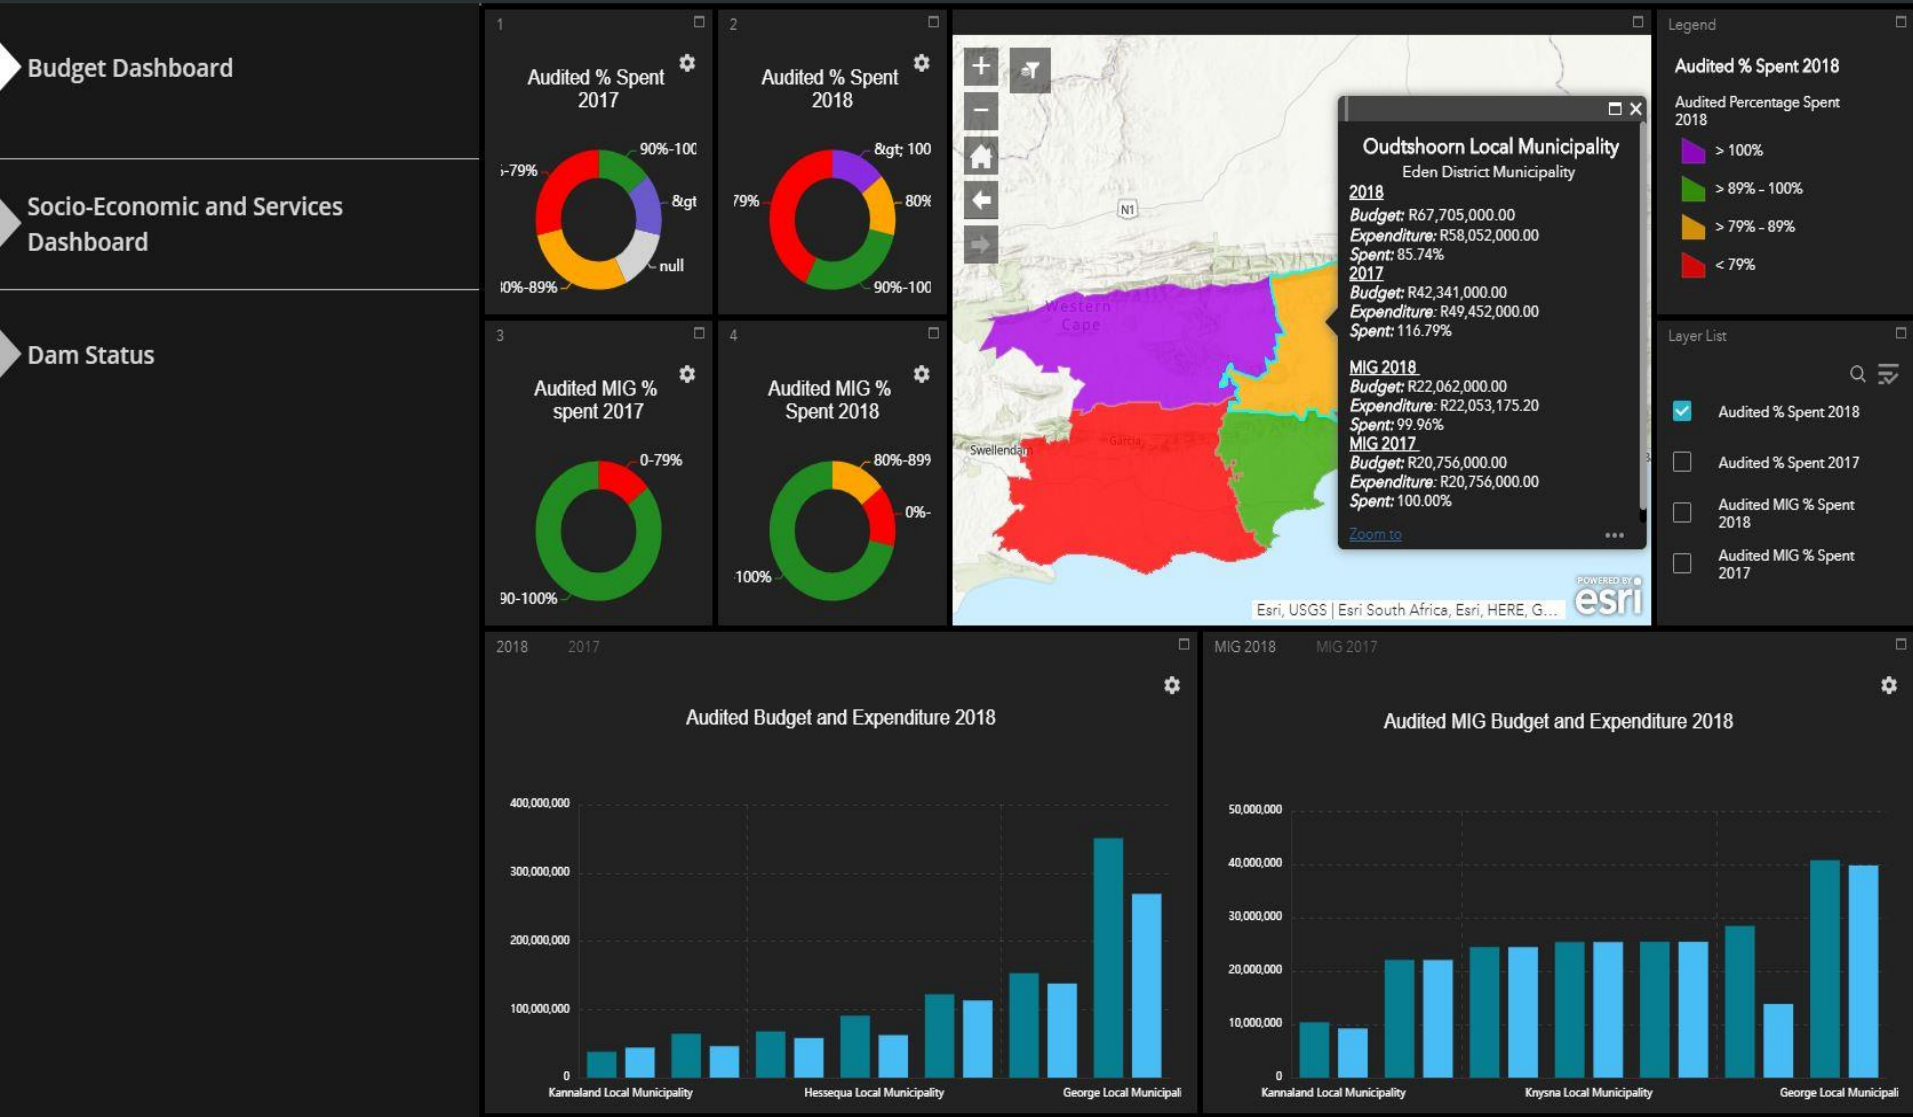 Budget Dashboard
Socio-Economic and Services
Dashboard
Dam Status
1
Audited % Spent
2017
90%-100
-79%
&gt
null
0%-89%
2
Audited % Spent
2018
&gt; 100
79%
80%
90%-100
3
Audited MIG %
spent 2017
0-79%
90-100%
4
Audited MIG %
Spent 2018
80%-899
0%-
100%
N1
Western
Cape
Swellendam
Garcia
Oudtshoorn Local Municipality
Eden District Municipality
2018
Budget: R67,705,000.00
Expenditure: R58,052,000.00
Spent: 85.74%
2017
Budget: R42,341,000.00
Expenditure: R49,452,000.00
Spent: 116.79%
MIG 2018
Budget: R22,062,000.00
Expenditure: R22,053,175.20
Spent: 99.96%
MIG 2017
Budget: R20,756,000.00
Expenditure: R20,756,000.00
Spent: 100.00%
Zoom to
POWERED BY
esri
Esri, USGS | Esri South Africa, Esri, HERE, G...
Legend
Audited % Spent 2018
Audited Percentage Spent
2018
> 100%
> 89% - 100%
> 79% - 89%
< 79%
Layer List
Audited % Spent 2018
Audited % Spent 2017
Audited MIG % Spent
2018
Audited MIG % Spent
2017
2018 2017
Audited Budget and Expenditure 2018
400,000,000
300,000,000
200,000,000
100,000,000
0
Kannaland Local Municipality Hessequa Local Municipality George Local Municipali
MIG 2018 MIG 2017
Audited MIG Budget and Expenditure 2018
50,000,000
40,000,000
30,000,000
20,000,000
10,000,000
0
Kannaland Local Municipality Knysna Local Municipality George Local Municipali